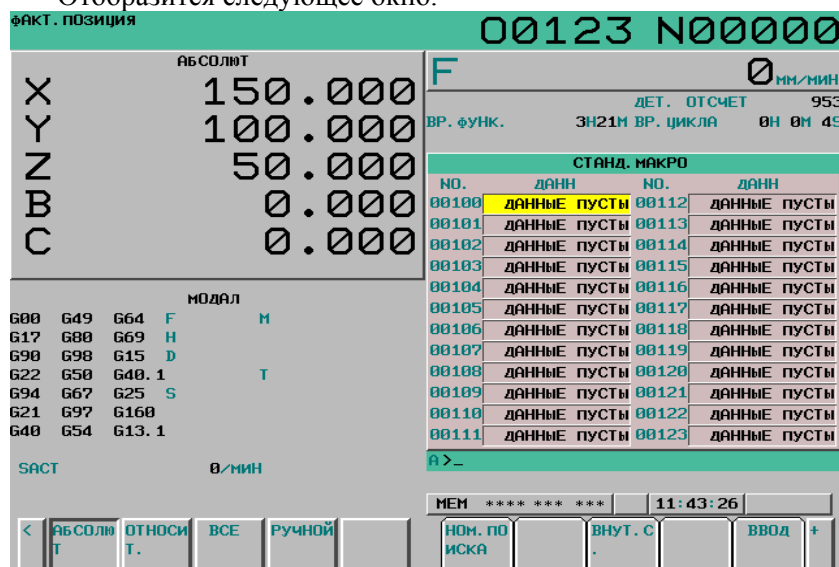 Отобразится следующее окно.
ФАКТ. ПОЗИЦИЯ
O0123 N00000
АБСОЛЮТ
X 150.000
Y 100.000
Z 50.000
B 0.000
C 0.000
F 0 ММ/МИН
ДЕТ. ОТСЧЕТ 953
ВР. ФУНК. 3H21M ВР. ЦИКЛА 0H 0M 4S
СТАНД. МАКРО
NO. ДАНН NO. ДАНН
00100 ДАННЫЕ ПУСТЫ 00112 ДАННЫЕ ПУСТЫ
00101 ДАННЫЕ ПУСТЫ 00113 ДАННЫЕ ПУСТЫ
00102 ДАННЫЕ ПУСТЫ 00114 ДАННЫЕ ПУСТЫ
00103 ДАННЫЕ ПУСТЫ 00115 ДАННЫЕ ПУСТЫ
00104 ДАННЫЕ ПУСТЫ 00116 ДАННЫЕ ПУСТЫ
00105 ДАННЫЕ ПУСТЫ 00117 ДАННЫЕ ПУСТЫ
00106 ДАННЫЕ ПУСТЫ 00118 ДАННЫЕ ПУСТЫ
00107 ДАННЫЕ ПУСТЫ 00119 ДАННЫЕ ПУСТЫ
00108 ДАННЫЕ ПУСТЫ 00120 ДАННЫЕ ПУСТЫ
00109 ДАННЫЕ ПУСТЫ 00121 ДАННЫЕ ПУСТЫ
00110 ДАННЫЕ ПУСТЫ 00122 ДАННЫЕ ПУСТЫ
00111 ДАННЫЕ ПУСТЫ 00123 ДАННЫЕ ПУСТЫ
МОДАЛ
G00 G49 G64 F M
G17 G80 G69 H
G90 G98 G15 D
G22 G50 G40.1 T
G94 G67 G25 S
G21 G97 G160
G40 G54 G13.1
SACT 0/МИН
A>_
MEM **** *** *** 11:43:26
< АБСОЛЮ
Т ОТНОСИ
Т. ВСЕ РУЧНОЙ
НОМ. ПО
ИСКА ВНУТ. С
. ВВОД +